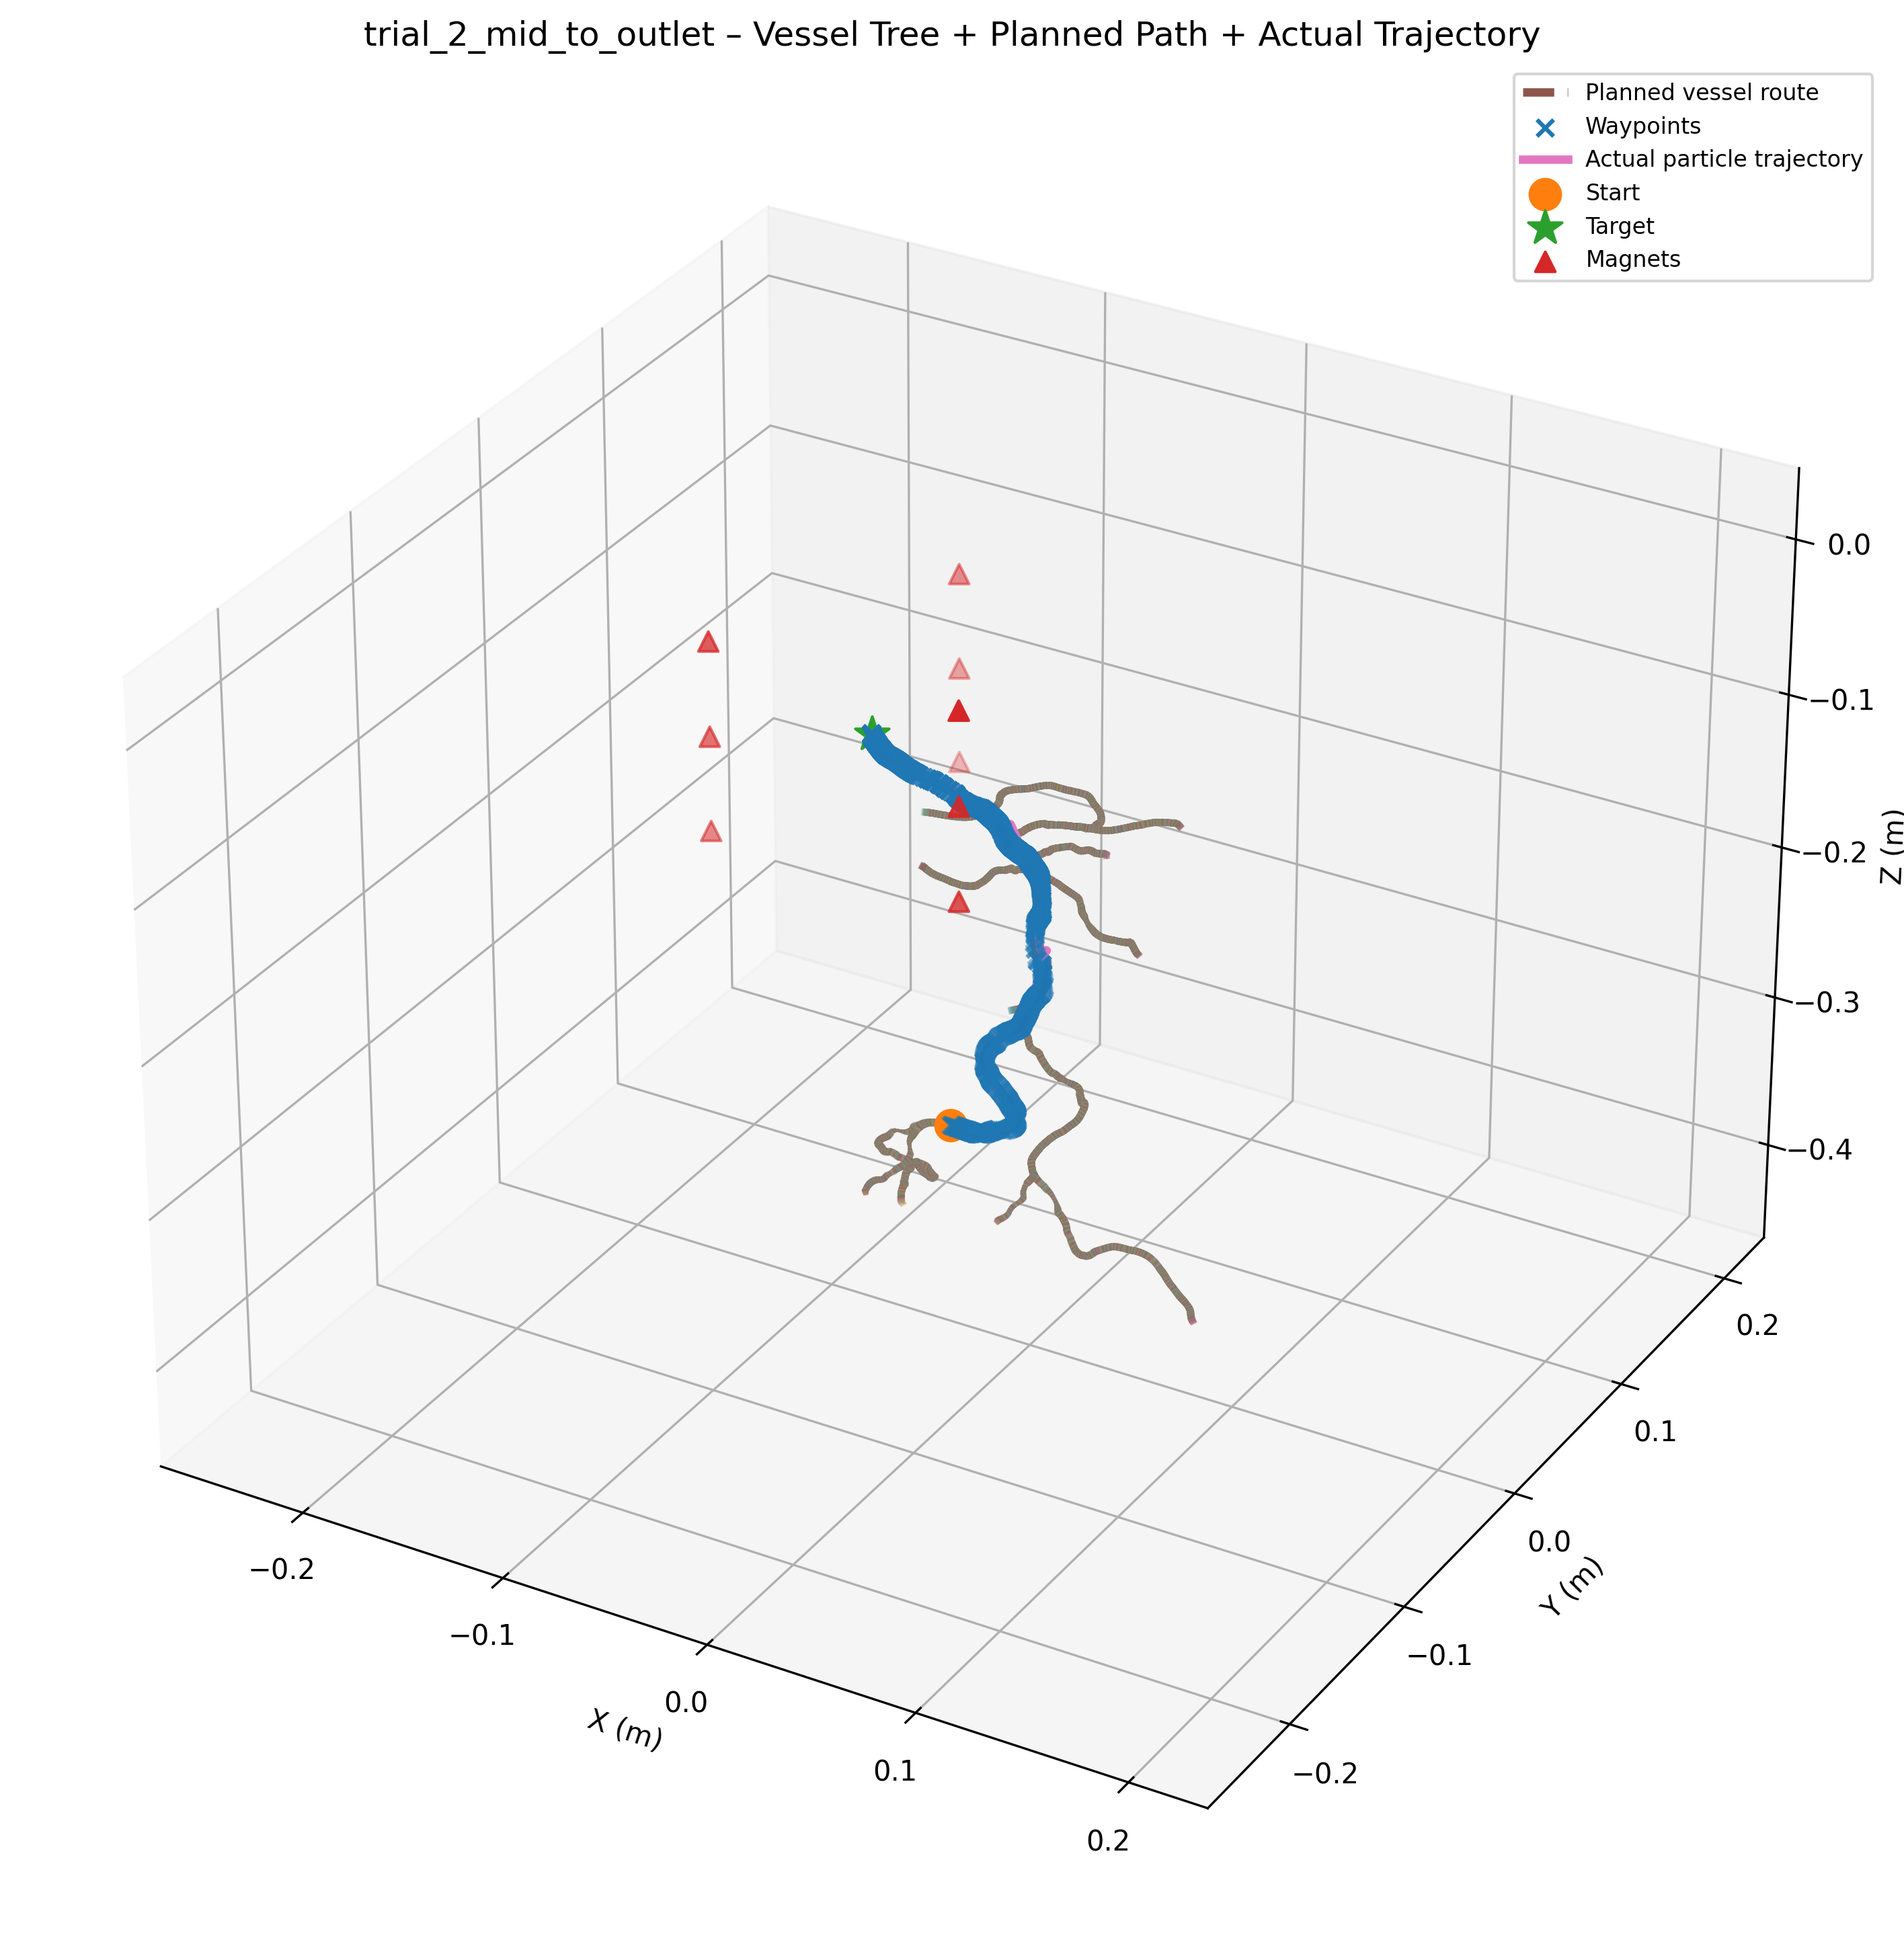 trial_2_mid_to_outlet – Vessel Tree + Planned Path + Actual Trajectory
Planned vessel route
Waypoints
Actual particle trajectory
Start
Target
Magnets
0.0
−0.1
−0.2
−0.3
−0.4
Z (m)
0.2
0.1
0.0
−0.1
−0.2
Y (m)
−0.2
−0.1
0.0
0.1
0.2
X (m)